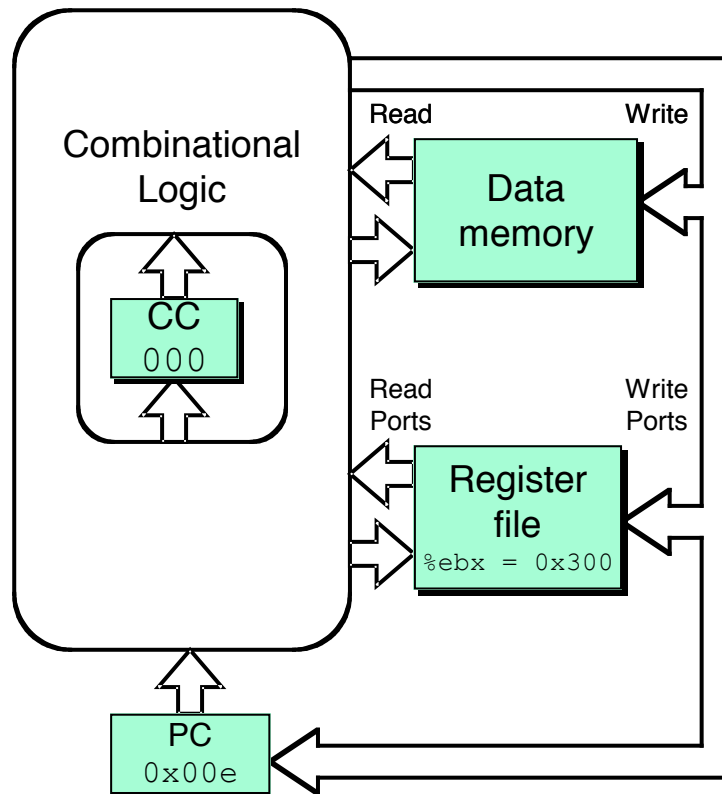 Combinational
Logic
CC
000
Read
Write
Data
memory
Read
Ports
Write
Ports
Register
file
%ebx = 0x300
PC
0x00e